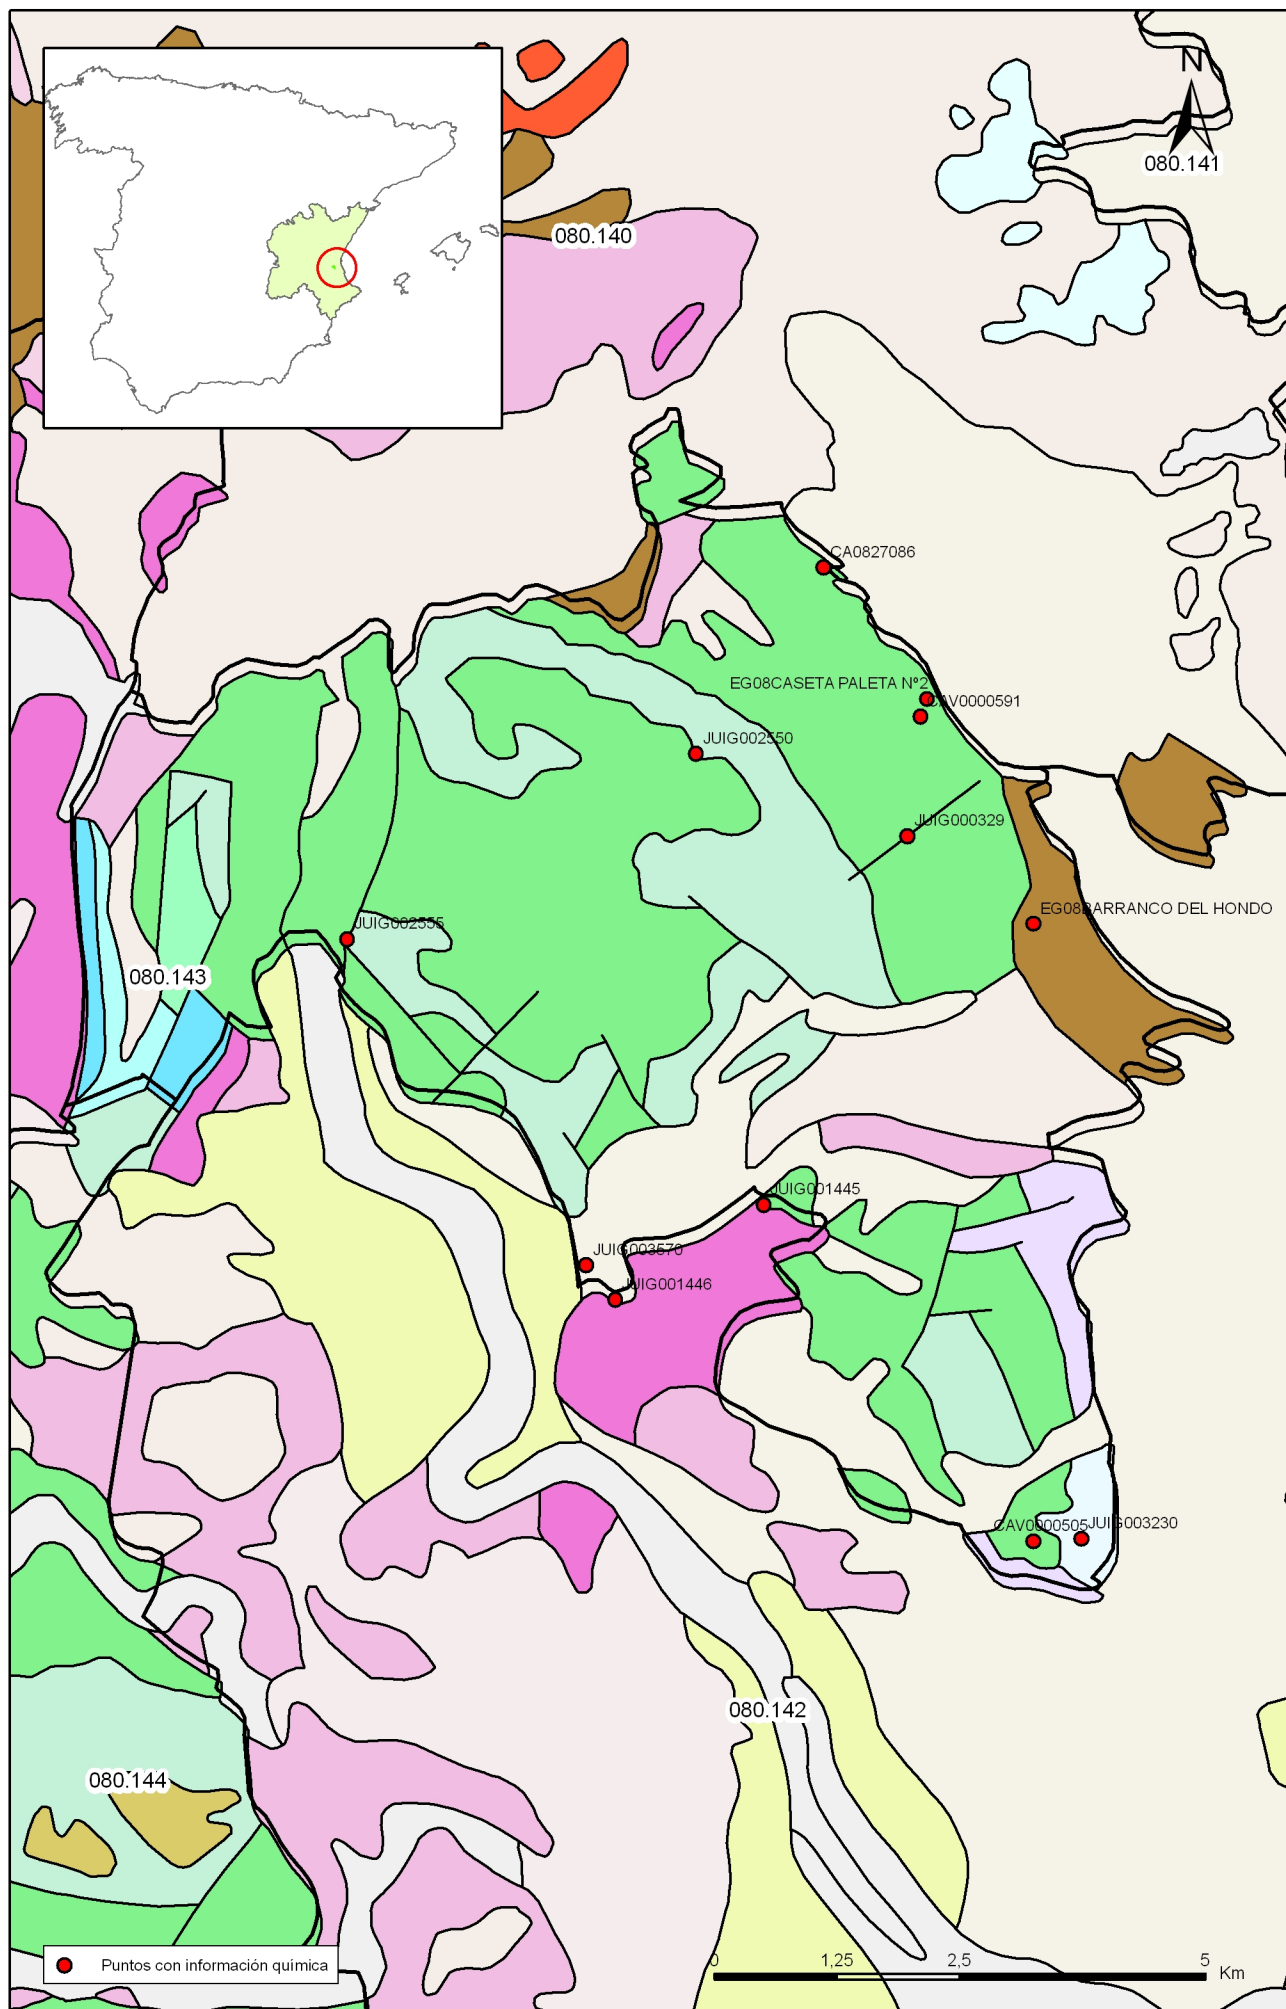 N
080.141
080.140
CA0827086
EG08CASETA PALETA Nº2
CAV0000591
JUIG002550
JUIG000329
EG08BARRANCO DEL HONDO
JUIG002555
080.143
JUIG001445
JUIG003570
JUIG001446
CAV0000505
JUIG003230
080.142
080.144
Puntos con información química
0 1,25 2,5 5
Km